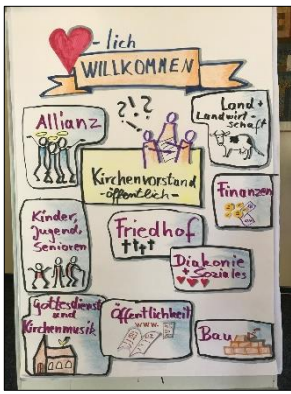 -lich
WILLKOMMEN
Allianz
?!?
Land +
Landwirt-
schaft
Kirchenvorstand
-öffentlich-
Finanzen
Kinder,
Jugend,
Senioren
Friedhof
Diakonie
+ Soziales
Gottesdienst
und
Kirchenmusik
Öffentlichkeit
www.
Bau